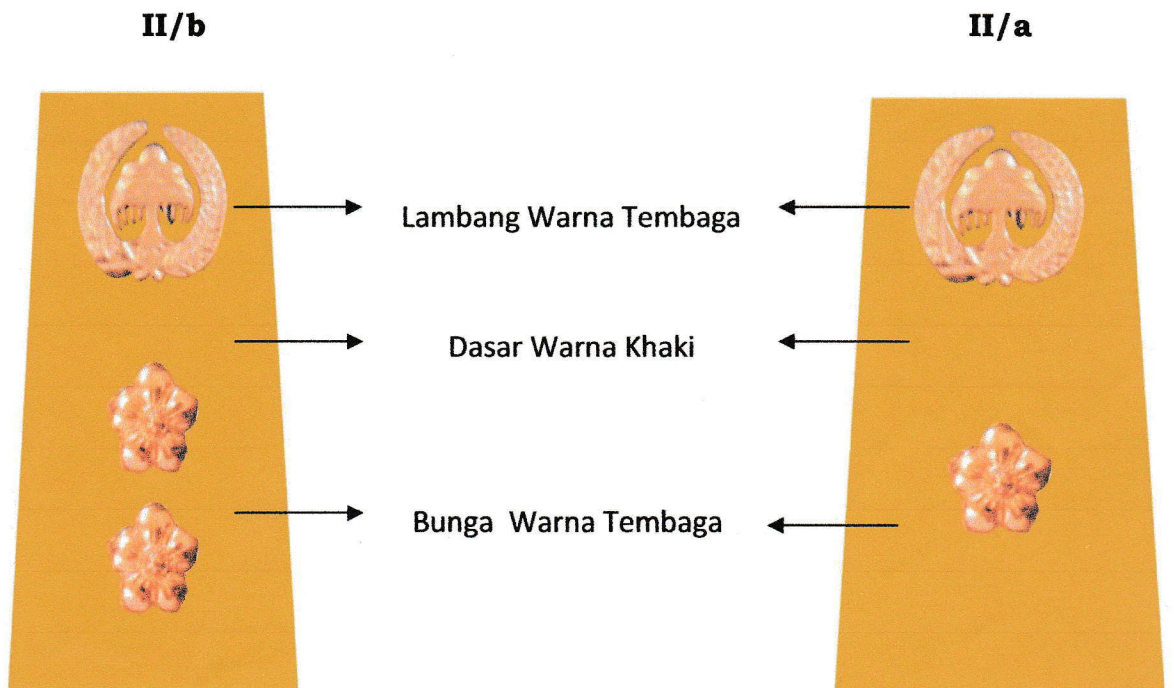 II/b
II/a
Lambang Warna Tembaga
Dasar Warna Khaki
Bunga Warna Tembaga